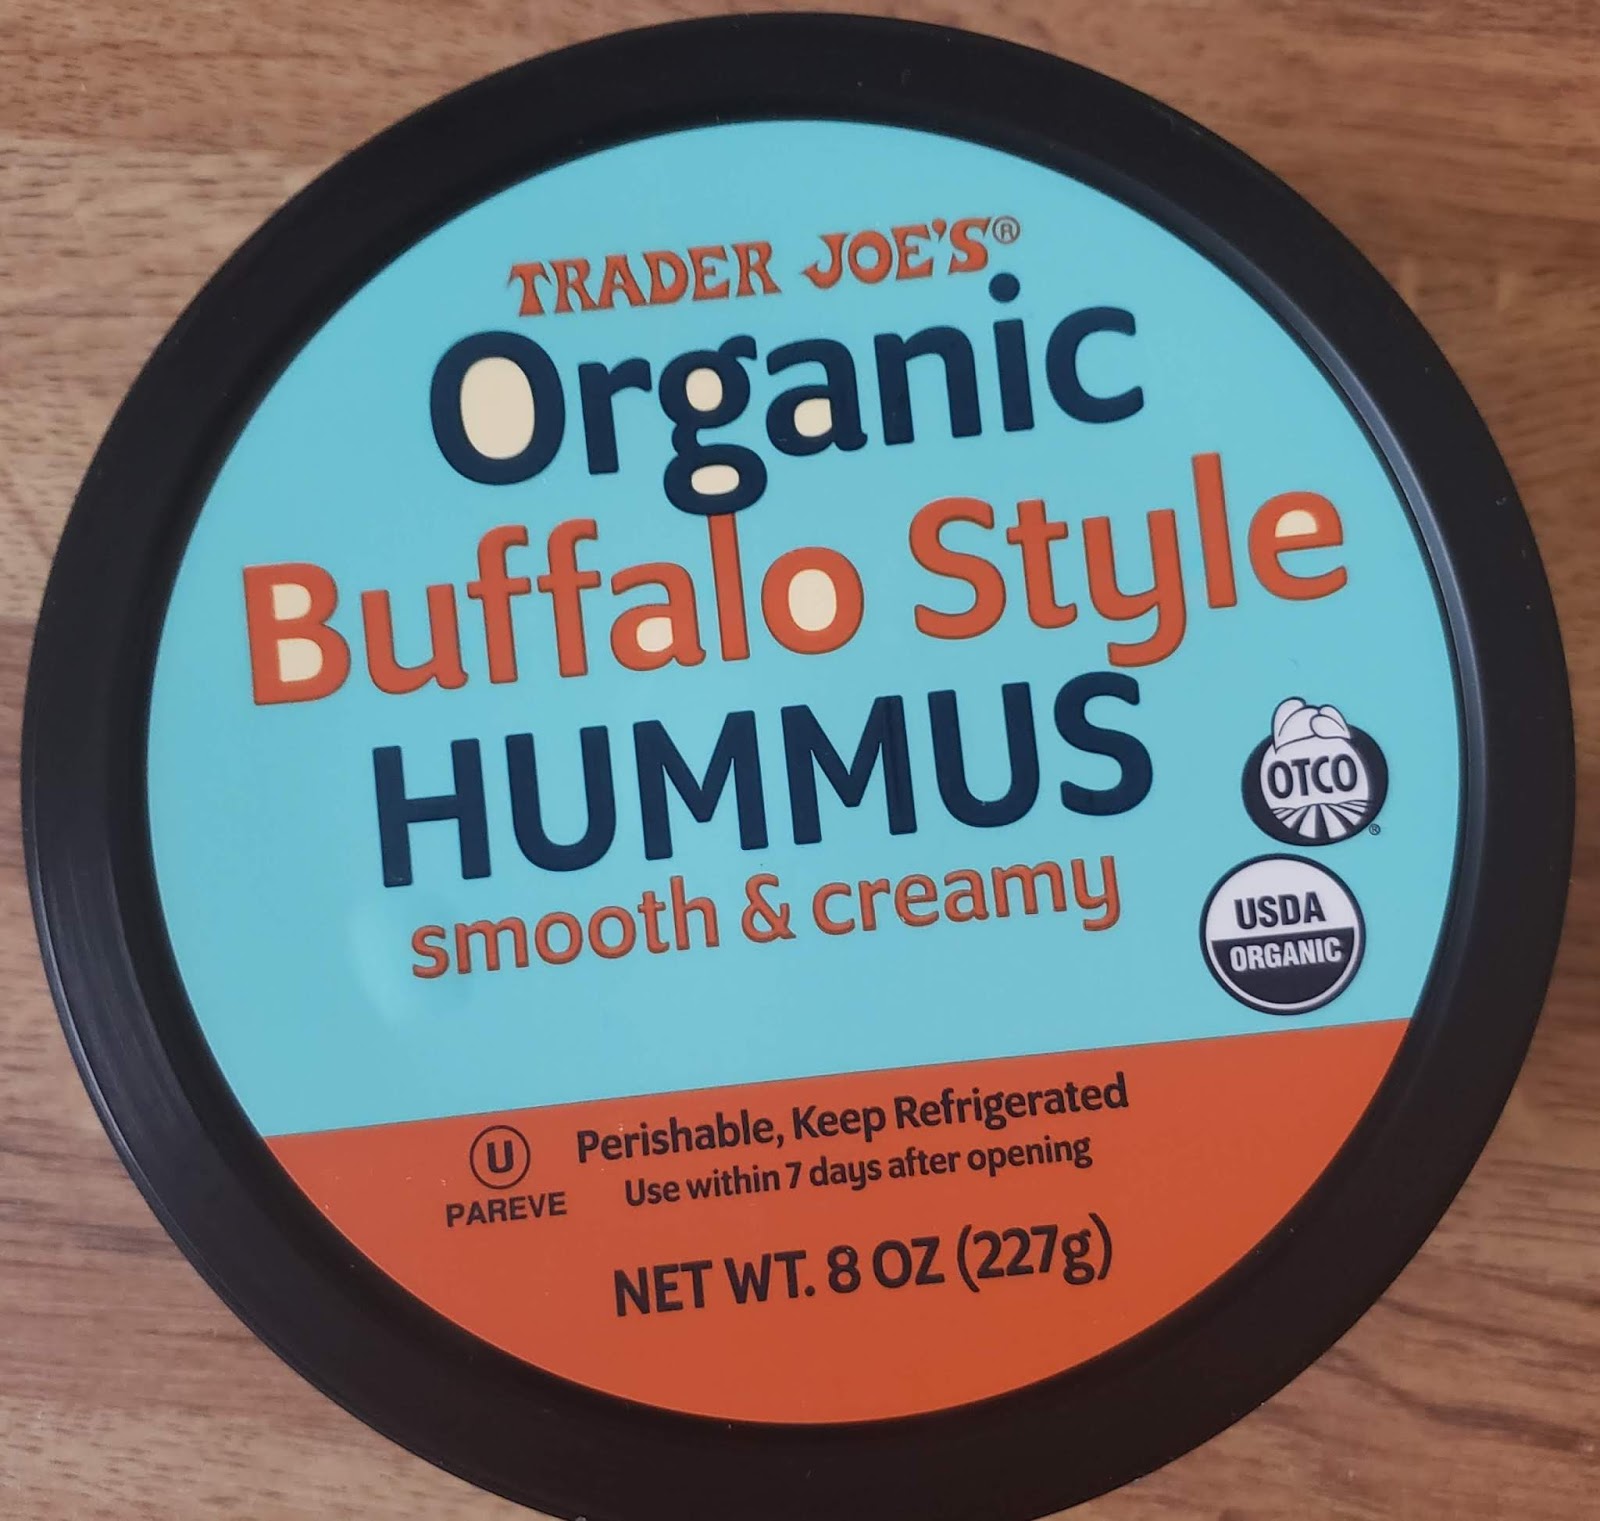 TRADER JOE'S®
Organic
Buffalo Style
HUMMUS
smooth & creamy
OTCO
®
USDA
ORGANIC
U
PAREVE
Perishable, Keep Refrigerated
Use within 7 days after opening
NET WT. 8 OZ (227g)